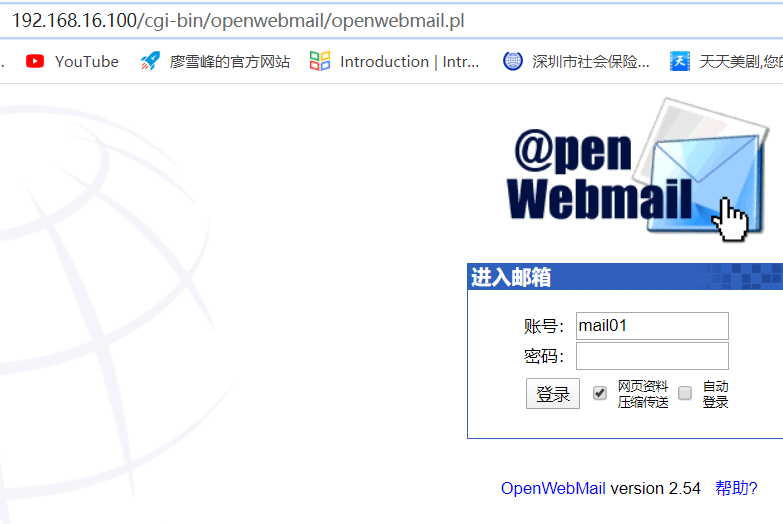 192.168.16.100/cgi-bin/openwebmail/openwebmail.pl
. YouTube 廖雪峰的官方网站 Introduction | Intr... 深圳市社会保险... 天 天天美剧,您的
@pen
Webmail
进入邮箱
账号： mail01
密码：
登录 网页资料 自动
压缩传送 登录
OpenWebMail version 2.54 帮助?